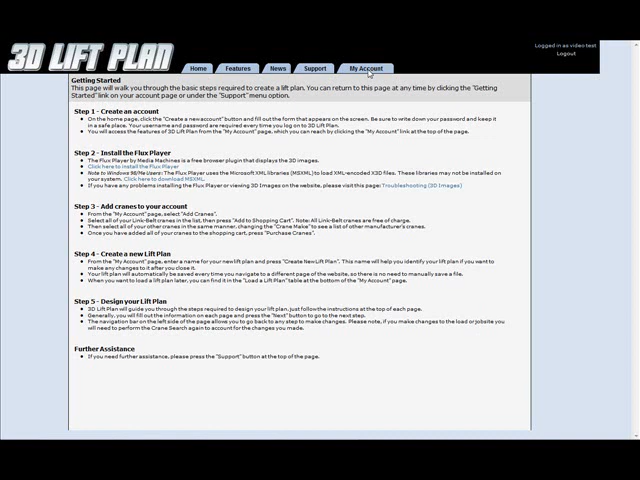 3D LIFT PLAN
Logged in as video test
Logout
Home Features News Support My Account
Getting Started
This page will walk you through the basic steps required to create a lift plan. You can return to this page at any time by clicking the "Getting
Started" link on your account page or under the "Support" menu option.
Step 1 - Create an account
On the home page, click the "Create a new account" button and fill out the form that appears on the screen. Be sure to write down your password and keep it
in a safe place. Your username and password are required every time you log on to 3D Lift Plan.
You will access the features of 3D Lift Plan from the "My Account" page, which you can reach by clicking the "My Account" link at the top of the page.
Step 2 - Install the Flux Player
The Flux Player by Media Machines is a free browser plugin that displays the 3D images.
Click here to install the Flux Player
Note to Windows 98/Me Users: The Flux Player uses the Microsoft XML libraries (MSXML) to load XML-encoded X3D files. These libraries may not be installed on
your system. Click here to download MSXML.
If you have any problems installing the Flux Player or viewing 3D Images on the website, please visit this page: Troubleshooting (3D Images)
Step 3 - Add cranes to your account
From the "My Account" page, select "Add Cranes".
Select all of your Link-Belt cranes in the list, then press "Add to Shopping Cart". Note: All Link-Belt cranes are free of charge.
Then select all of your other cranes in the same manner, changing the "Crane Make" to see a list of other manufacturer's cranes.
Once you have added all of your cranes to the shopping cart, press "Purchase Cranes".
Step 4 - Create a new Lift Plan
From the "My Account" page, enter a name for your new lift plan and press "Create New Lift Plan". This name will help you identify your lift plan if you want to
make any changes to it after you close it.
Your lift plan will automatically be saved every time you navigate to a different page of the website, so there is no need to manually save a file.
When you want to load a lift plan later, you can find it in the "Load a Lift Plan" table at the bottom of the "My Account" page.
Step 5 - Design your Lift Plan
3D Lift Plan will guide you through the steps required to design your lift plan, just follow the instructions at the top of each page.
Generally, you will fill out the information on each page and press the "Next" button to go to the next step.
The navigation bar on the left side of the page allows you to go back to any step to make changes. Please note, if you make changes to the load or jobsite you
will need to perform the Crane Search again to account for the changes you made.
Further Assistance
If you need further assistance, please press the "Support" button at the top of the page.